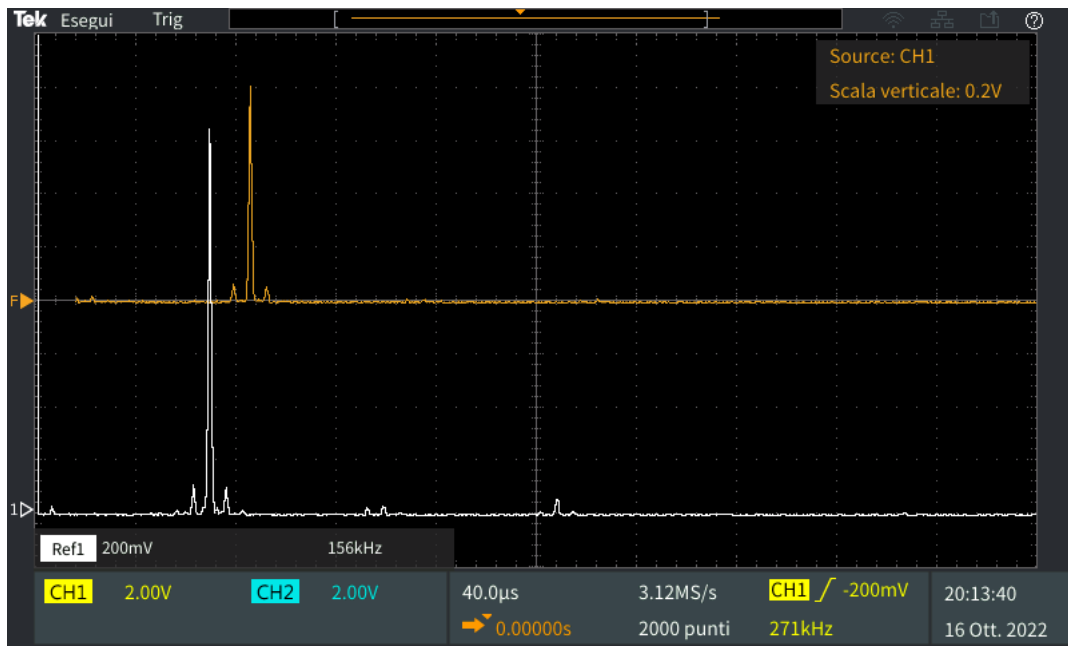 Tek Esegui Trig
[ ] ?
Source: CH1
Scala verticale: 0.2V
F
1
Ref1 200mV 156kHz
CH1 2.00V CH2 2.00V 40.0µs 3.12MS/s CH1 -200mV 20:13:40
0.00000s 2000 punti 271kHz 16 Ott. 2022